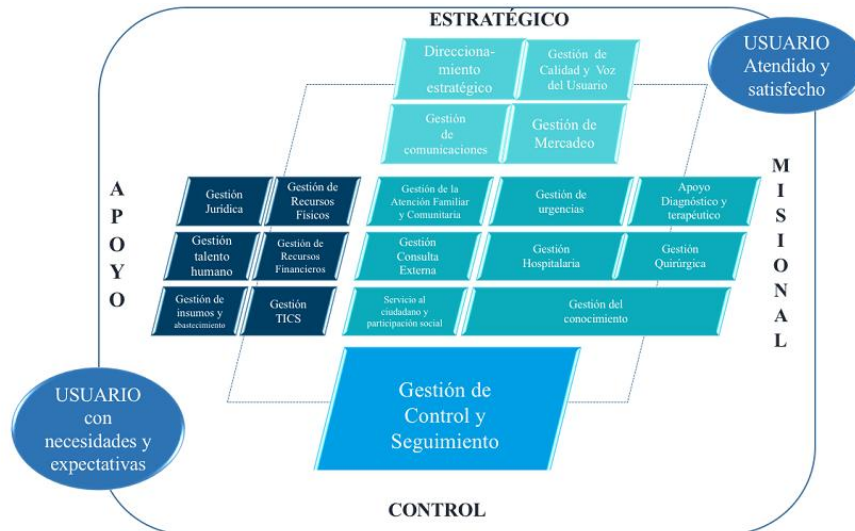 ESTRATÉGICO
USUARIO
Atendido y
satisfecho
Direcciona-
miento
estratégico
Gestión de
Calidad y Voz
del Usuario
Gestión
de
comunicaciones
Gestión de
Mercadeo
A
P
O
Y
O
Gestión
Jurídica
Gestión de
Recursos
Físicos
Gestión
talento
humano
Gestión de
Recursos
Financieros
Gestión de
insumos y
abastecimiento
Gestión
TICS
Gestión de la
Atención Familiar
y Comunitaria
Gestión de
urgencias
Apoyo
Diagnóstico y
terapéutico
Gestión
Consulta
Externa
Gestión
Hospitalaria
Gestión
Quirúrgica
Servicio al
ciudadano y
participación social
Gestión del
conocimiento
M
I
S
I
O
N
A
L
USUARIO
con
necesidades y
expectativas
Gestión de
Control y
Seguimiento
CONTROL